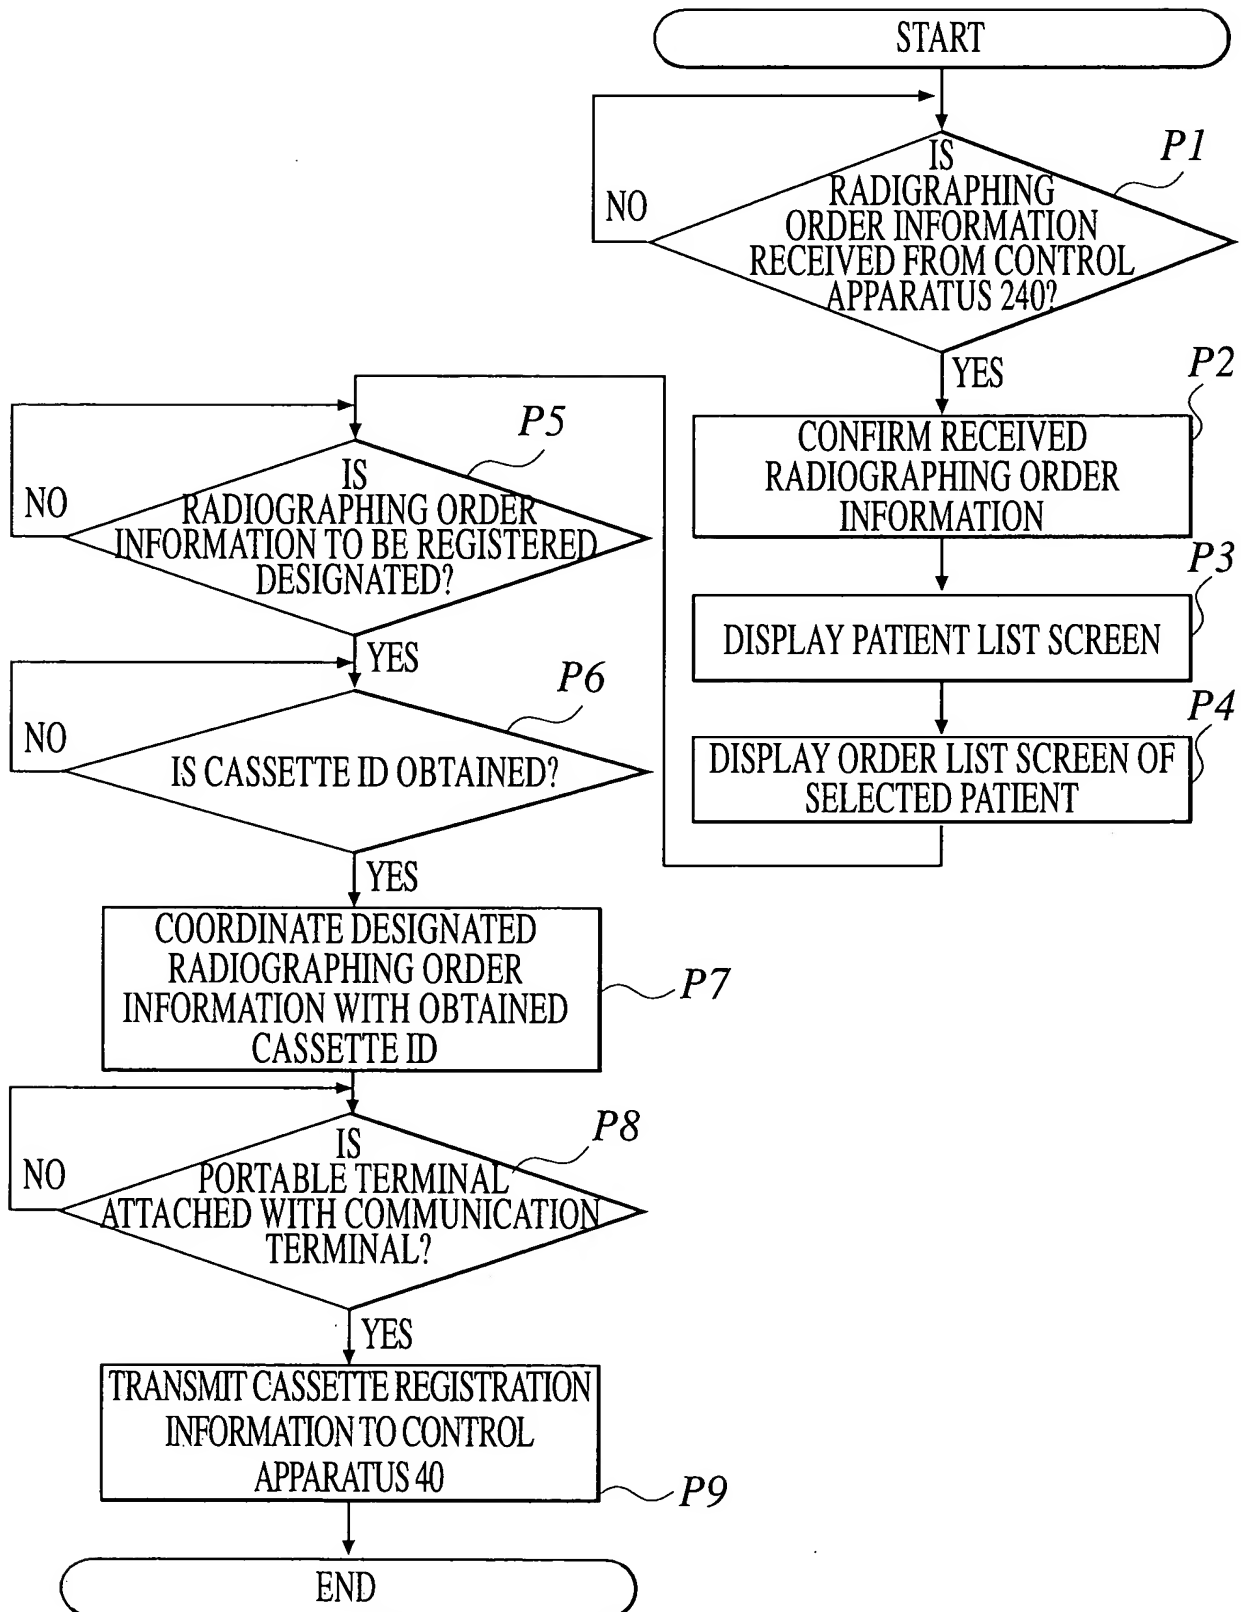 START
P1
IS
RADIGRAPHING
ORDER INFORMATION
RECEIVED FROM CONTROL
APPARATUS 240?
NO
YES
P2
CONFIRM RECEIVED
RADIOGRAPHING ORDER
INFORMATION
P3
DISPLAY PATIENT LIST SCREEN
P4
DISPLAY ORDER LIST SCREEN OF
SELECTED PATIENT
P5
IS
RADIOGRAPHING ORDER
INFORMATION TO BE REGISTERED
DESIGNATED?
NO
YES
P6
IS CASSETTE ID OBTAINED?
NO
YES
COORDINATE DESIGNATED
RADIOGRAPHING ORDER
INFORMATION WITH OBTAINED
CASSETTE ID
P7
P8
IS
PORTABLE TERMINAL
ATTACHED WITH COMMUNICATION
TERMINAL?
NO
YES
TRANSMIT CASSETTE REGISTRATION
INFORMATION TO CONTROL
APPARATUS 40
P9
END